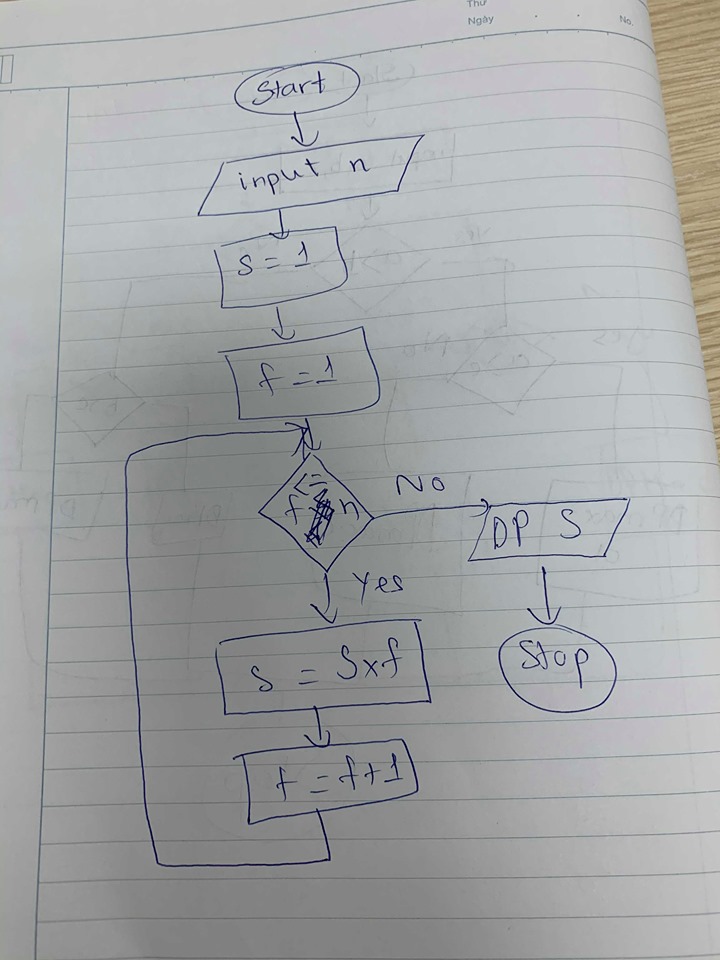 Thứ
Ngày
No.
Start
input n
s = 1
f = 1
f <= n
No
DP S
Yes
Stop
s = S x f
f = f + 1